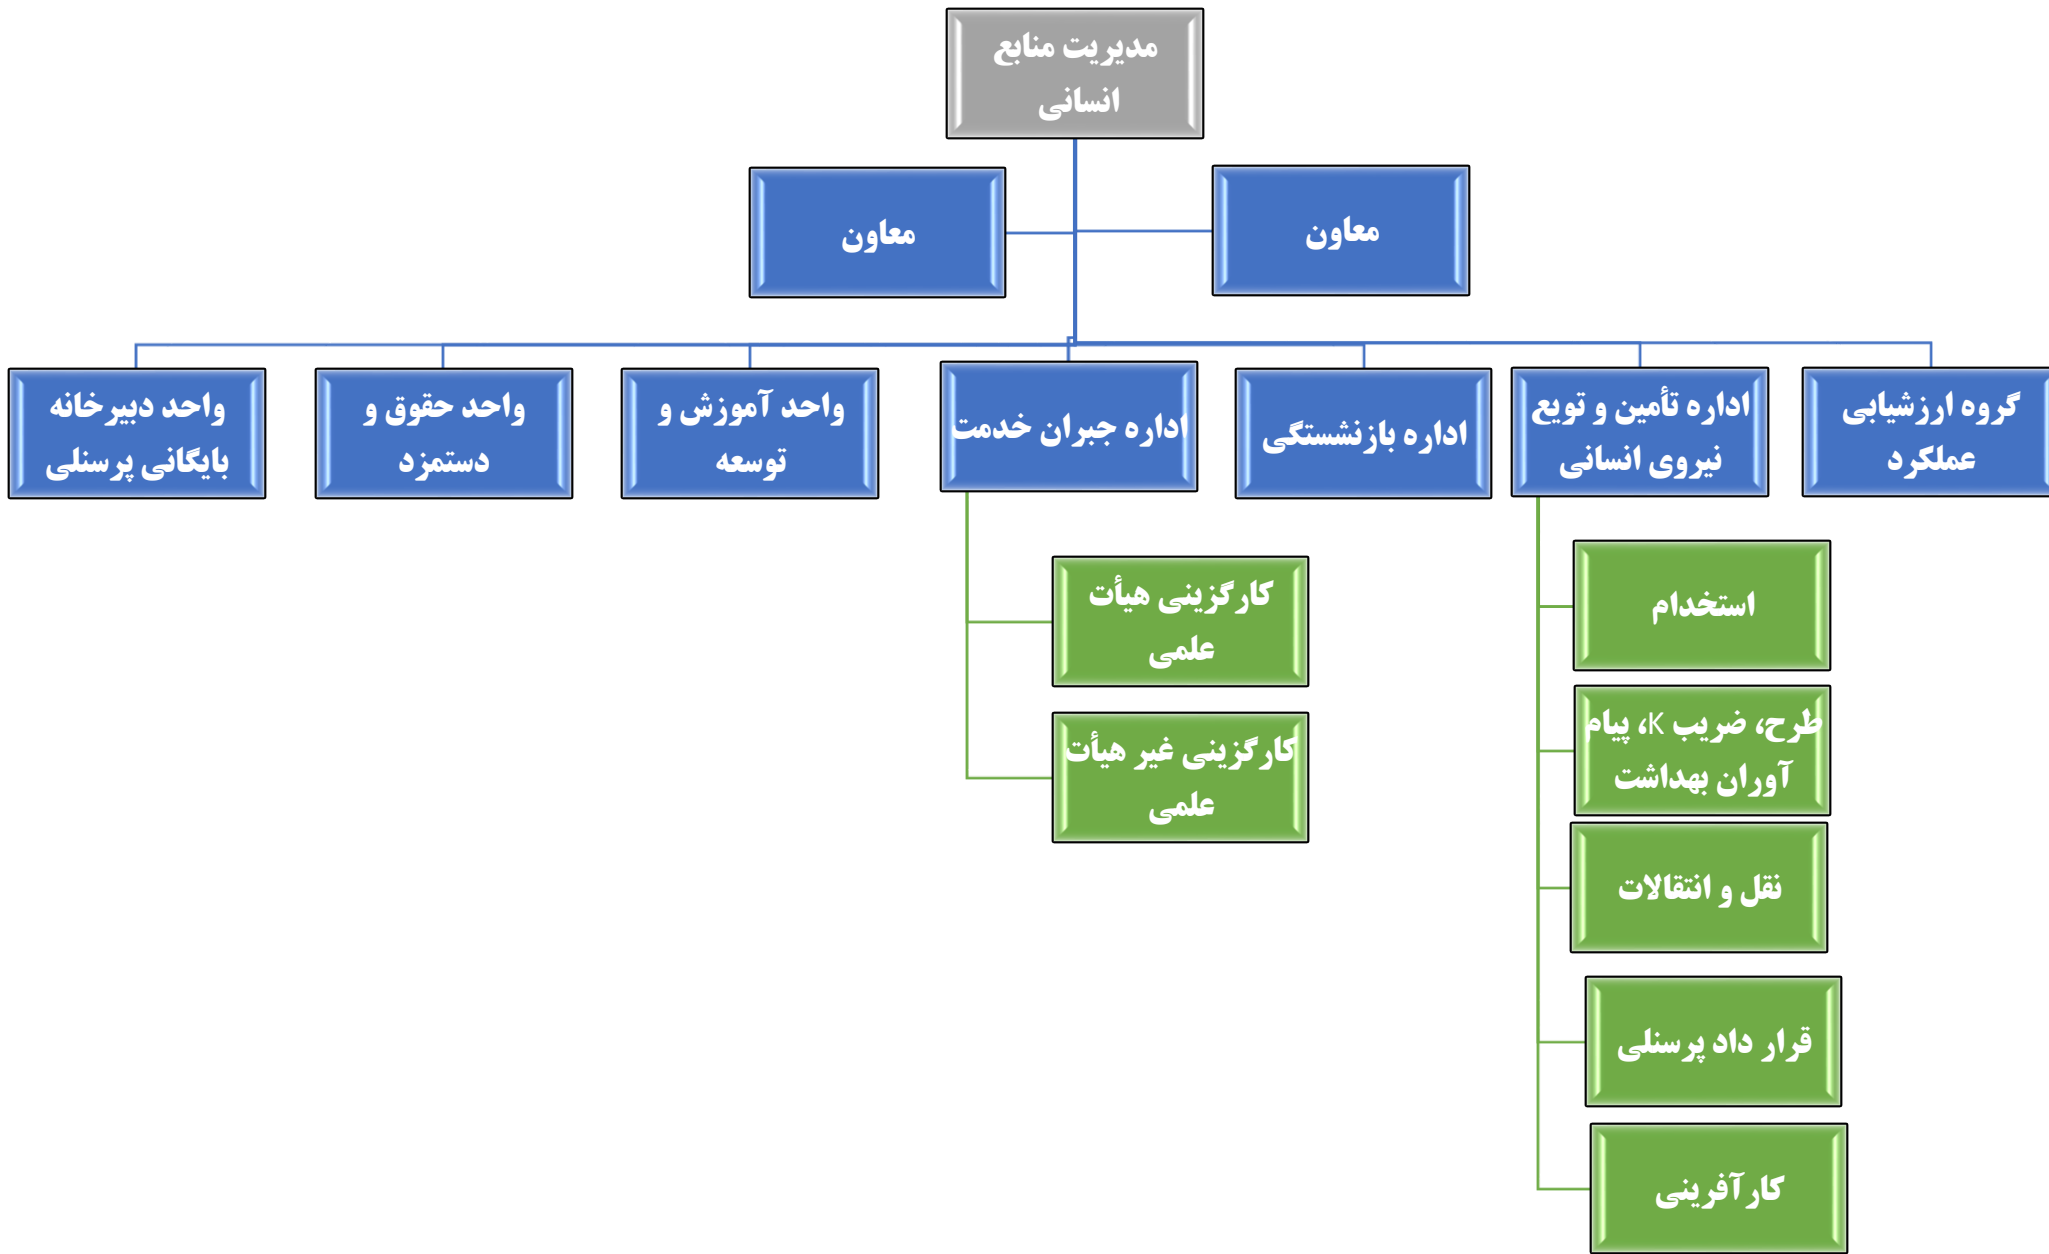 مدیریت منابع
انسانی
معاون
معاون
گروه ارزشیابی
عملکرد
اداره تأمین و تویع
نیروی انسانی
اداره بازنشستگی
اداره جبران خدمت
واحد آموزش و
توسعه
واحد حقوق و
دستمزد
واحد دبیرخانه
بایگانی پرسنلی
استخدام
طرح، ضریب K، پیام
آوران بهداشت
نقل و انتقالات
قرار داد پرسنلی
کارآفرینی
کارگزینی هیأت
علمی
کارگزینی غیر هیأت
علمی